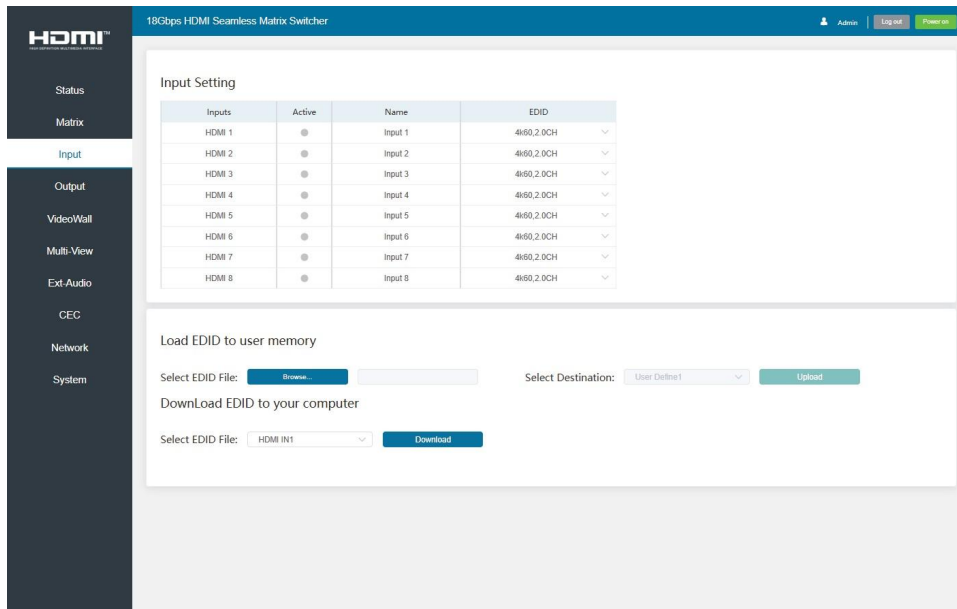 HDMI™
HIGH DEFINITION MULTIMEDIA INTERFACE
18Gbps HDMI Seamless Matrix Switcher
Admin
Log out
Power on
Status
Matrix
Input
Output
VideoWall
Multi-View
Ext-Audio
CEC
Network
System
Input Setting
Inputs Active Name EDID
HDMI 1 Input 1 4k60,2.0CH
HDMI 2 Input 2 4k60,2.0CH
HDMI 3 Input 3 4k60,2.0CH
HDMI 4 Input 4 4k60,2.0CH
HDMI 5 Input 5 4k60,2.0CH
HDMI 6 Input 6 4k60,2.0CH
HDMI 7 Input 7 4k60,2.0CH
HDMI 8 Input 8 4k60,2.0CH
Load EDID to user memory
Select EDID File: Browse... Select Destination: User Define1 Upload
DownLoad EDID to your computer
Select EDID File: HDMI IN1 Download